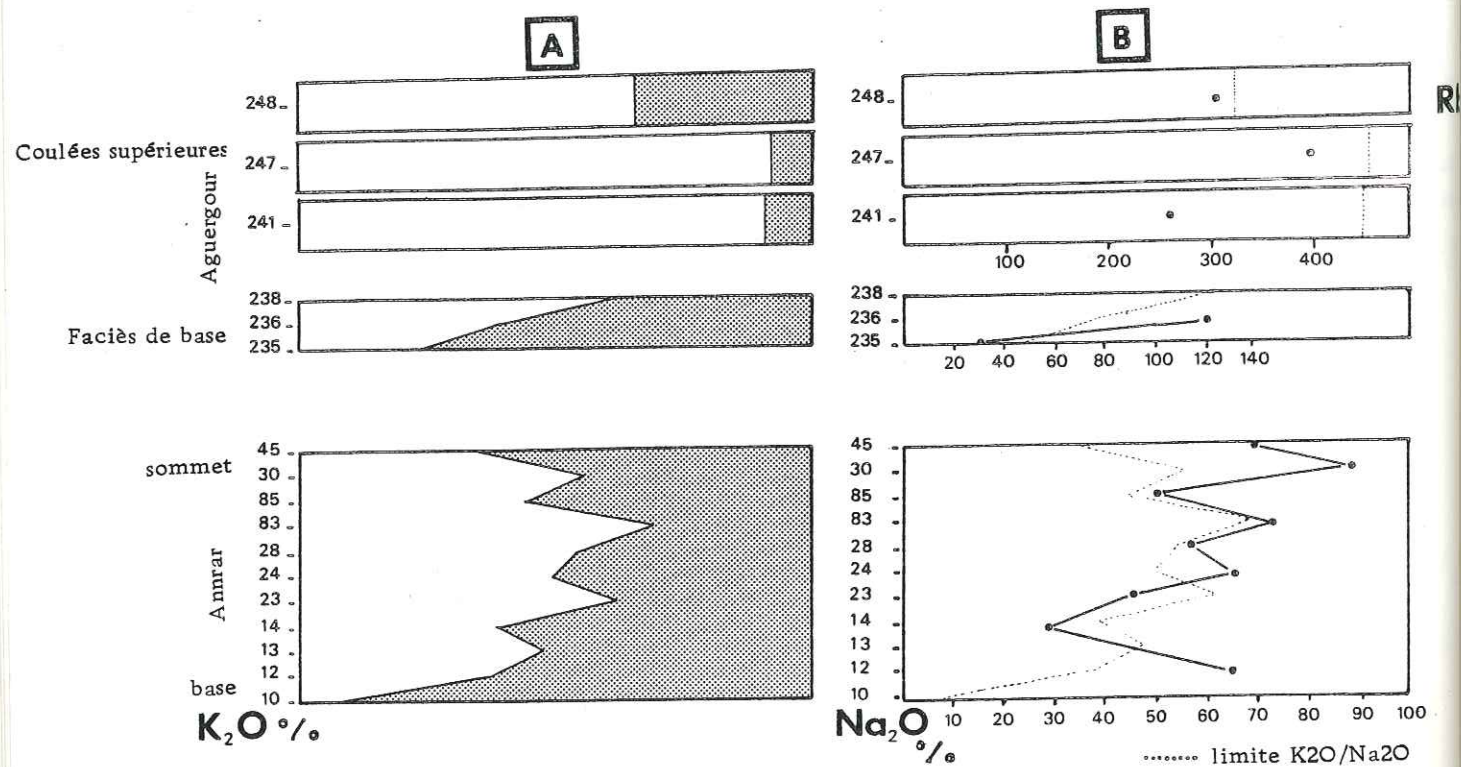 A B
248
247
241
Coulées supérieures
Aguergour
238
236
235
Faciès de base
45
30
85
83
28
24
23
14
13
12
10
sommet
Annrar
base
K₂O %
248
247
241
100 200 300 400
238
236
235
20 40 60 80 100 120 140
45
30
85
83
28
24
23
14
13
12
10
10 20 30 40 50 60 70 80 90 100
Na₂O
%
limite K2O/Na2O